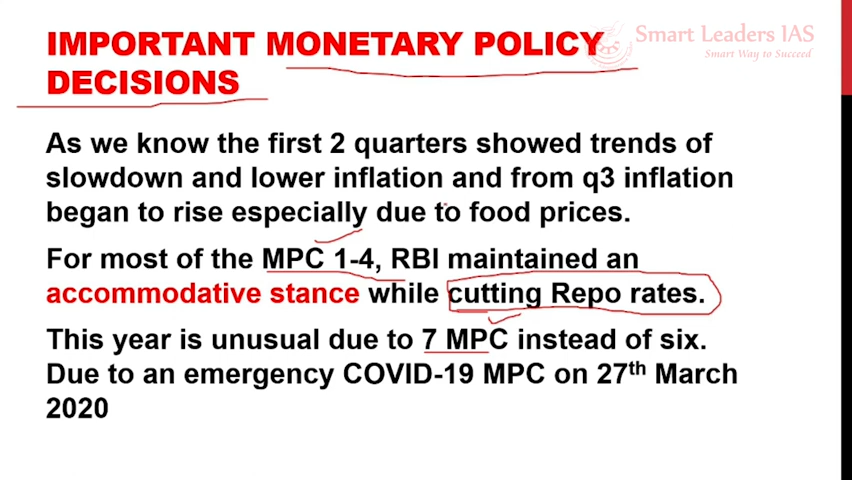 Smart Leaders IAS
Smart Way to Succeed
IMPORTANT MONETARY POLICY
DECISIONS
As we know the first 2 quarters showed trends of
slowdown and lower inflation and from q3 inflation
began to rise especially due to food prices.
For most of the MPC 1-4, RBI maintained an
accommodative stance while cutting Repo rates.
This year is unusual due to 7 MPC instead of six.
Due to an emergency COVID-19 MPC on 27th March
2020